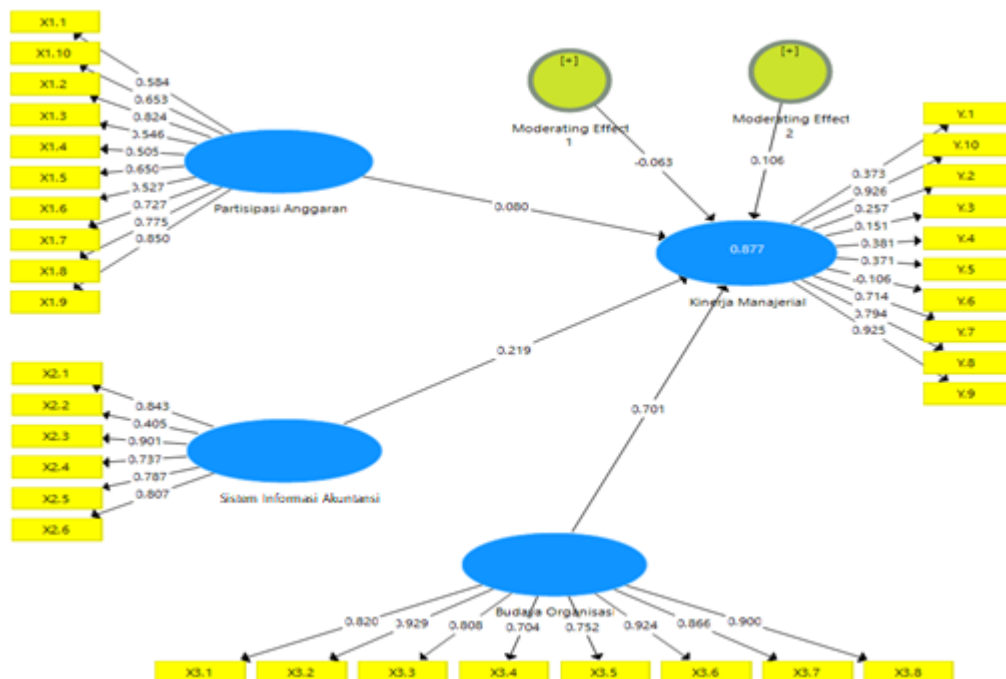 X1.1
X1.10
X1.2
X1.3
X1.4
X1.5
X1.6
X1.7
X1.8
X1.9
0.584
0.653
0.824
0.546
0.505
0.650
0.527
0.727
0.775
0.850
Partisipasi Anggaran
[+]
Moderating Effect
1
-0.063
[+]
Moderating Effect
2
0.106
0.080
0.877
Kinerja Manajerial
0.373
0.926
0.257
0.151
0.381
0.371
-0.106
0.714
0.794
0.925
Y.1
Y.10
Y.2
Y.3
Y.4
Y.5
Y.6
Y.7
Y.8
Y.9
X2.1
X2.2
X2.3
X2.4
X2.5
X2.6
0.843
0.405
0.901
0.737
0.787
0.807
Sistem Informasi Akuntansi
0.219
0.701
Budaya Organisasi
0.820
0.929
0.808
0.704
0.752
0.924
0.866
0.900
X3.1
X3.2
X3.3
X3.4
X3.5
X3.6
X3.7
X3.8